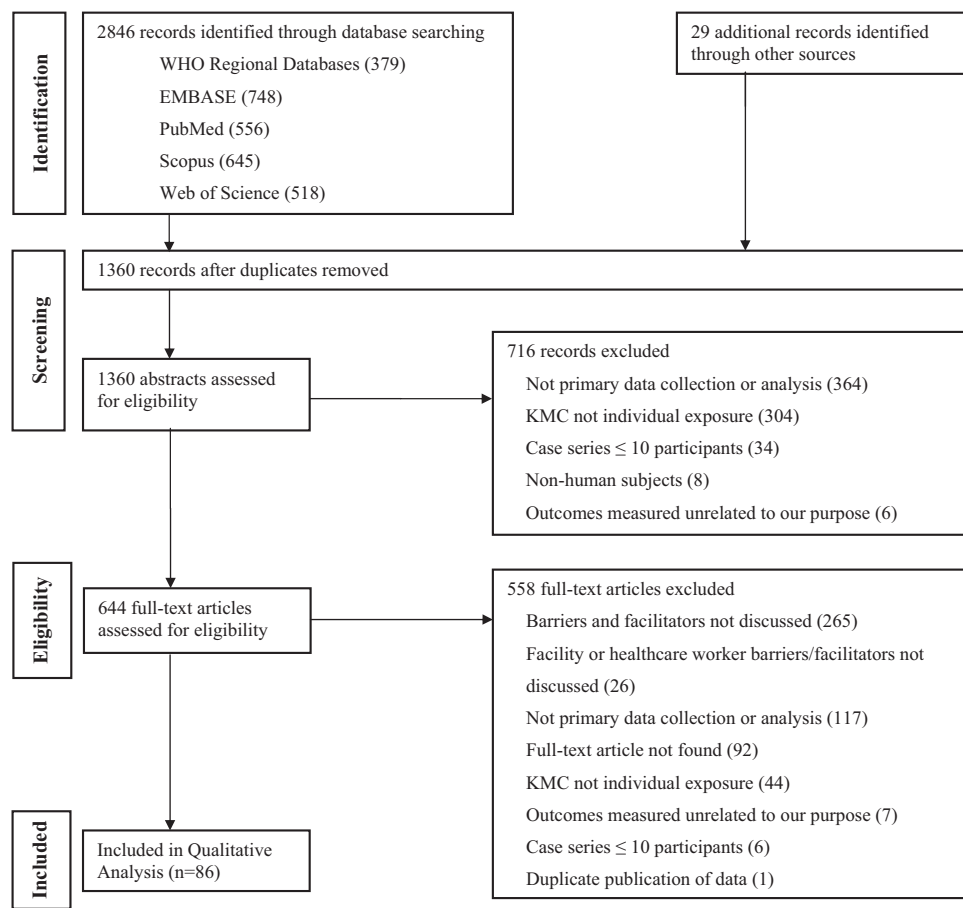 Identification
2846 records identified through database searching
WHO Regional Databases (379)
EMBASE (748)
PubMed (556)
Scopus (645)
Web of Science (518)
29 additional records identified
through other sources
Screening
1360 records after duplicates removed
1360 abstracts assessed
for eligibility
716 records excluded
Not primary data collection or analysis (364)
KMC not individual exposure (304)
Case series ≤ 10 participants (34)
Non-human subjects (8)
Outcomes measured unrelated to our purpose (6)
Eligibility
644 full-text articles
assessed for eligibility
558 full-text articles excluded
Barriers and facilitators not discussed (265)
Facility or healthcare worker barriers/facilitators not
discussed (26)
Not primary data collection or analysis (117)
Full-text article not found (92)
KMC not individual exposure (44)
Outcomes measured unrelated to our purpose (7)
Case series ≤ 10 participants (6)
Duplicate publication of data (1)
Included
Included in Qualitative
Analysis (n=86)